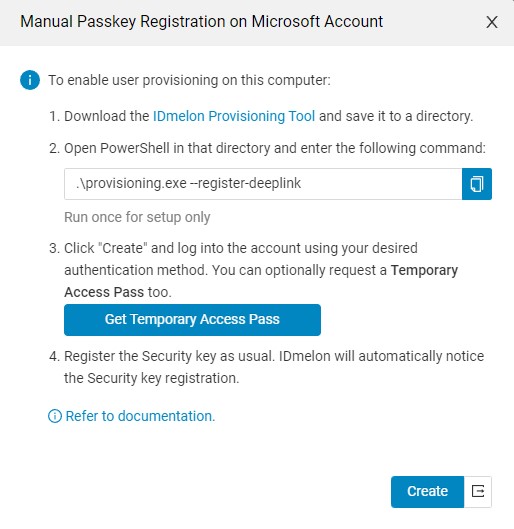 Manual Passkey Registration on Microsoft Account
To enable user provisioning on this computer:
1. Download the IDmelon Provisioning Tool and save it to a directory.
2. Open PowerShell in that directory and enter the following command:
.\provisioning.exe --register-deeplink
Run once for setup only
3. Click "Create" and log into the account using your desired
authentication method. You can optionally request a Temporary
Access Pass too.
Get Temporary Access Pass
4. Register the Security key as usual. IDmelon will automatically notice
the Security key registration.
Refer to documentation.
Create